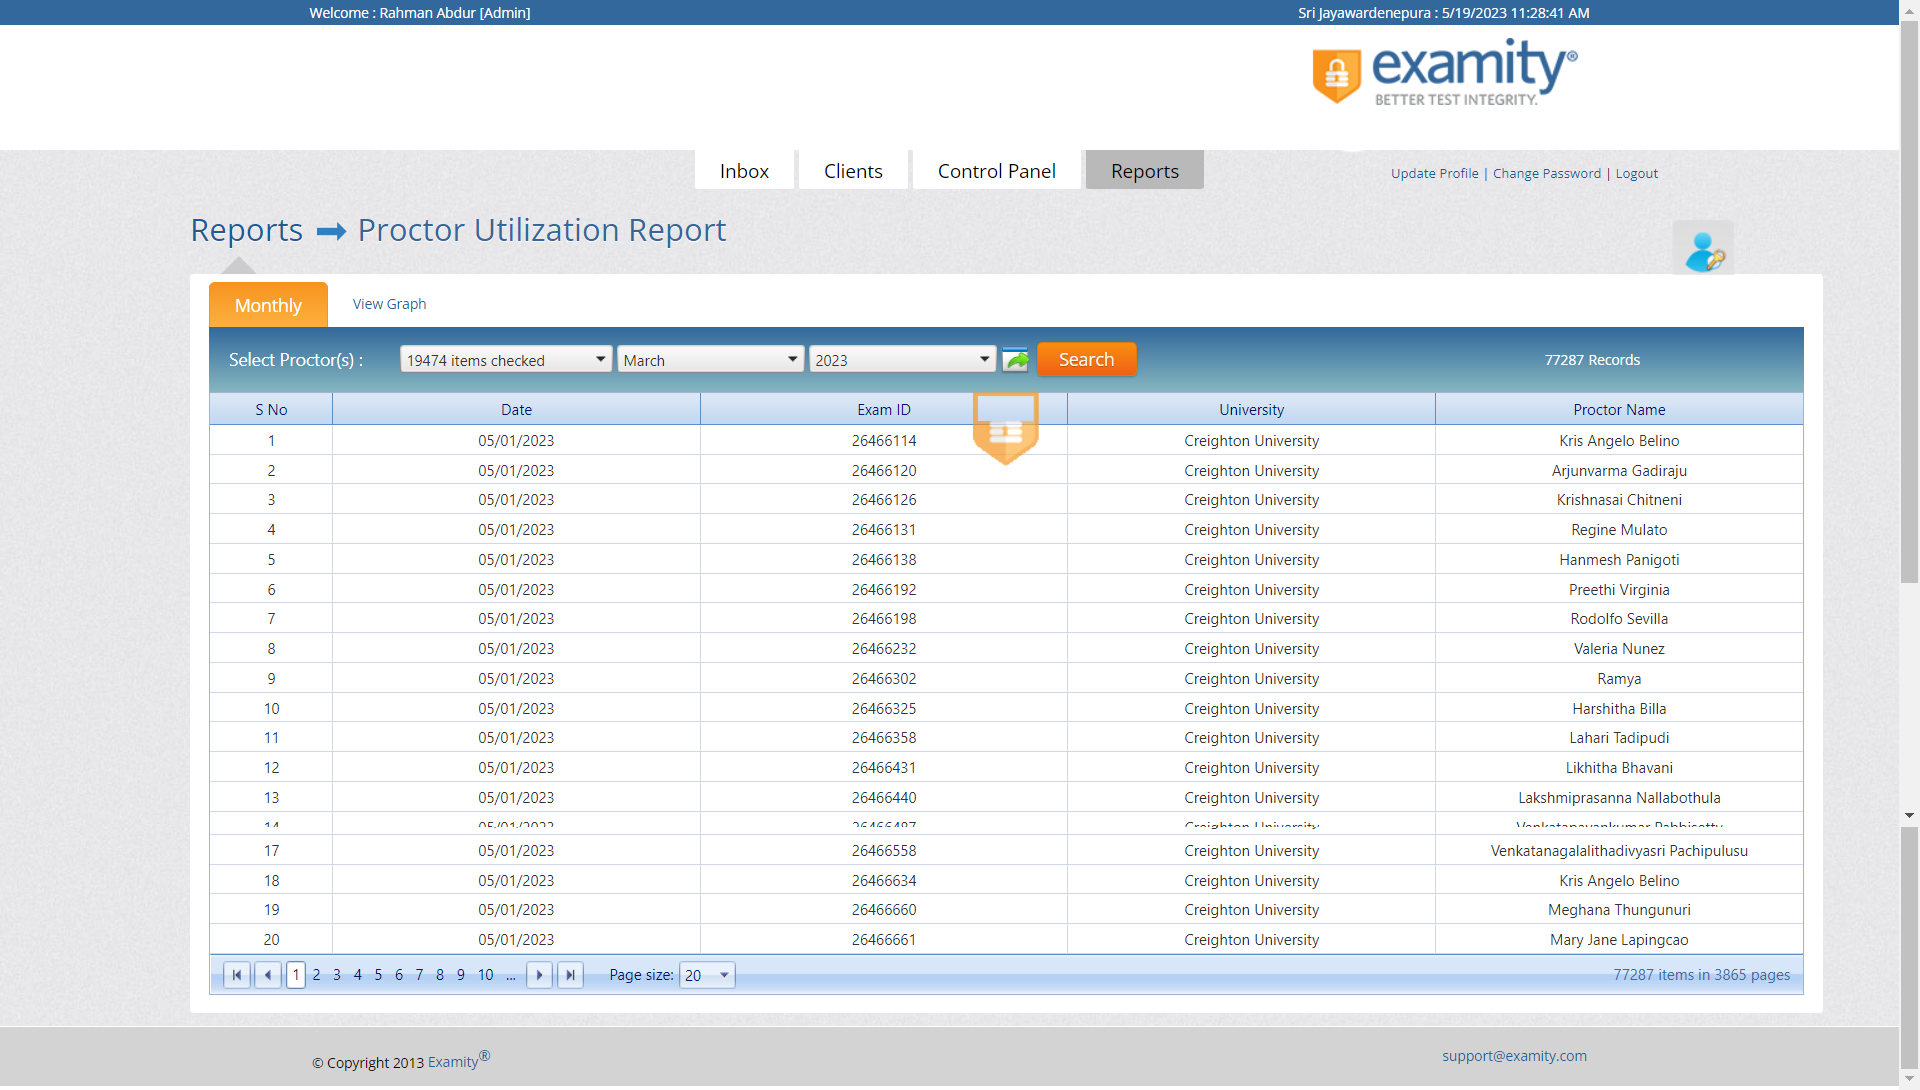 Welcome : Rahman Abdur [Admin] Sri Jayawardenepura : 5/19/2023 11:28:41 AM
examity®
BETTER TEST INTEGRITY.
Inbox Clients Control Panel Reports Update Profile | Change Password | Logout
Reports Proctor Utilization Report
Monthly View Graph
Select Proctor(s) : 19474 items checked March 2023 Search 77287 Records
S No Date Exam ID University Proctor Name
1 05/01/2023 26466114 Creighton University Kris Angelo Belino
2 05/01/2023 26466120 Creighton University Arjunvarma Gadiraju
3 05/01/2023 26466126 Creighton University Krishnasai Chitneni
4 05/01/2023 26466131 Creighton University Regine Mulato
5 05/01/2023 26466138 Creighton University Hanmesh Panigoti
6 05/01/2023 26466192 Creighton University Preethi Virginia
7 05/01/2023 26466198 Creighton University Rodolfo Sevilla
8 05/01/2023 26466232 Creighton University Valeria Nunez
9 05/01/2023 26466302 Creighton University Ramya
10 05/01/2023 26466325 Creighton University Harshitha Billa
11 05/01/2023 26466358 Creighton University Lahari Tadipudi
12 05/01/2023 26466431 Creighton University Likhitha Bhavani
13 05/01/2023 26466440 Creighton University Lakshmiprasanna Nallabothula
14 05/01/2023 Creighton University
17 05/01/2023 26466558 Creighton University Venkatanagalalithadivyasri Pachipulusu
18 05/01/2023 26466634 Creighton University Kris Angelo Belino
19 05/01/2023 26466660 Creighton University Meghana Thungunuri
20 05/01/2023 26466661 Creighton University Mary Jane Lapingcao
1 2 3 4 5 6 7 8 9 10 ... Page size: 20 77287 items in 3865 pages
© Copyright 2013 Examity® support@examity.com